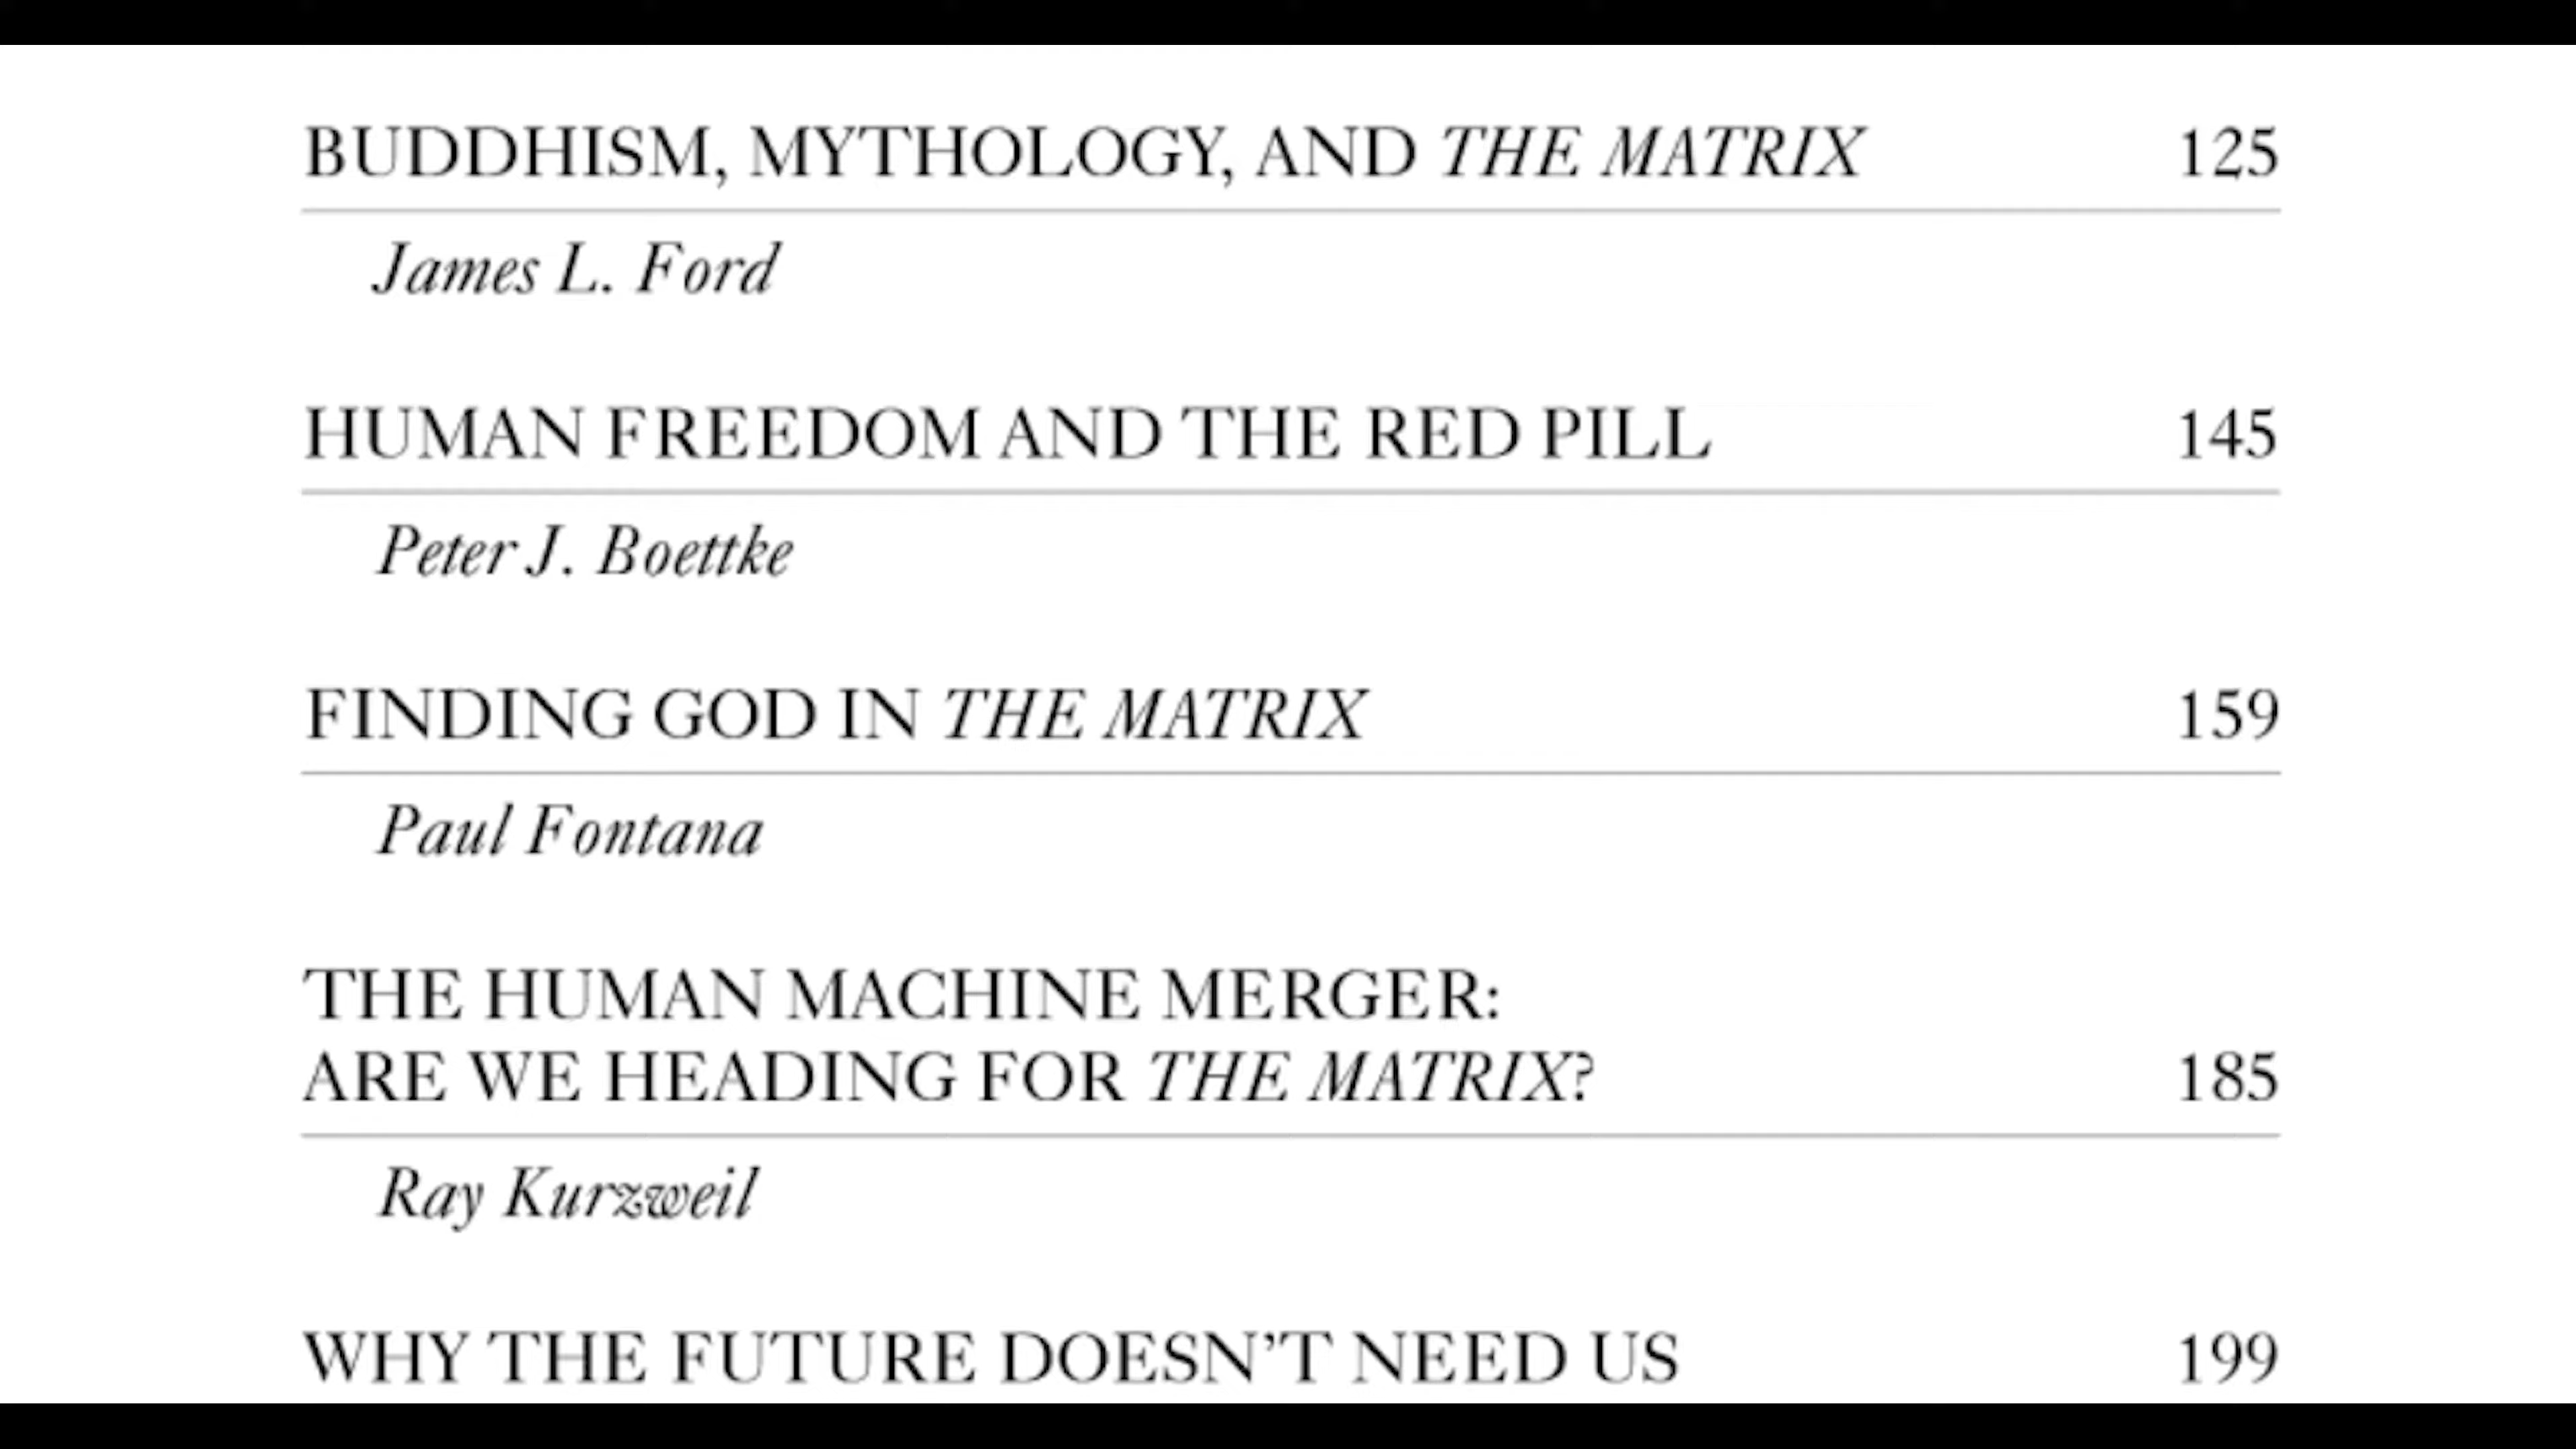 BUDDHISM, MYTHOLOGY, AND THE MATRIX 125
James L. Ford
HUMAN FREEDOM AND THE RED PILL 145
Peter J. Boettke
FINDING GOD IN THE MATRIX 159
Paul Fontana
THE HUMAN MACHINE MERGER:
ARE WE HEADING FOR THE MATRIX? 185
Ray Kurzweil
WHY THE FUTURE DOESN’T NEED US 199